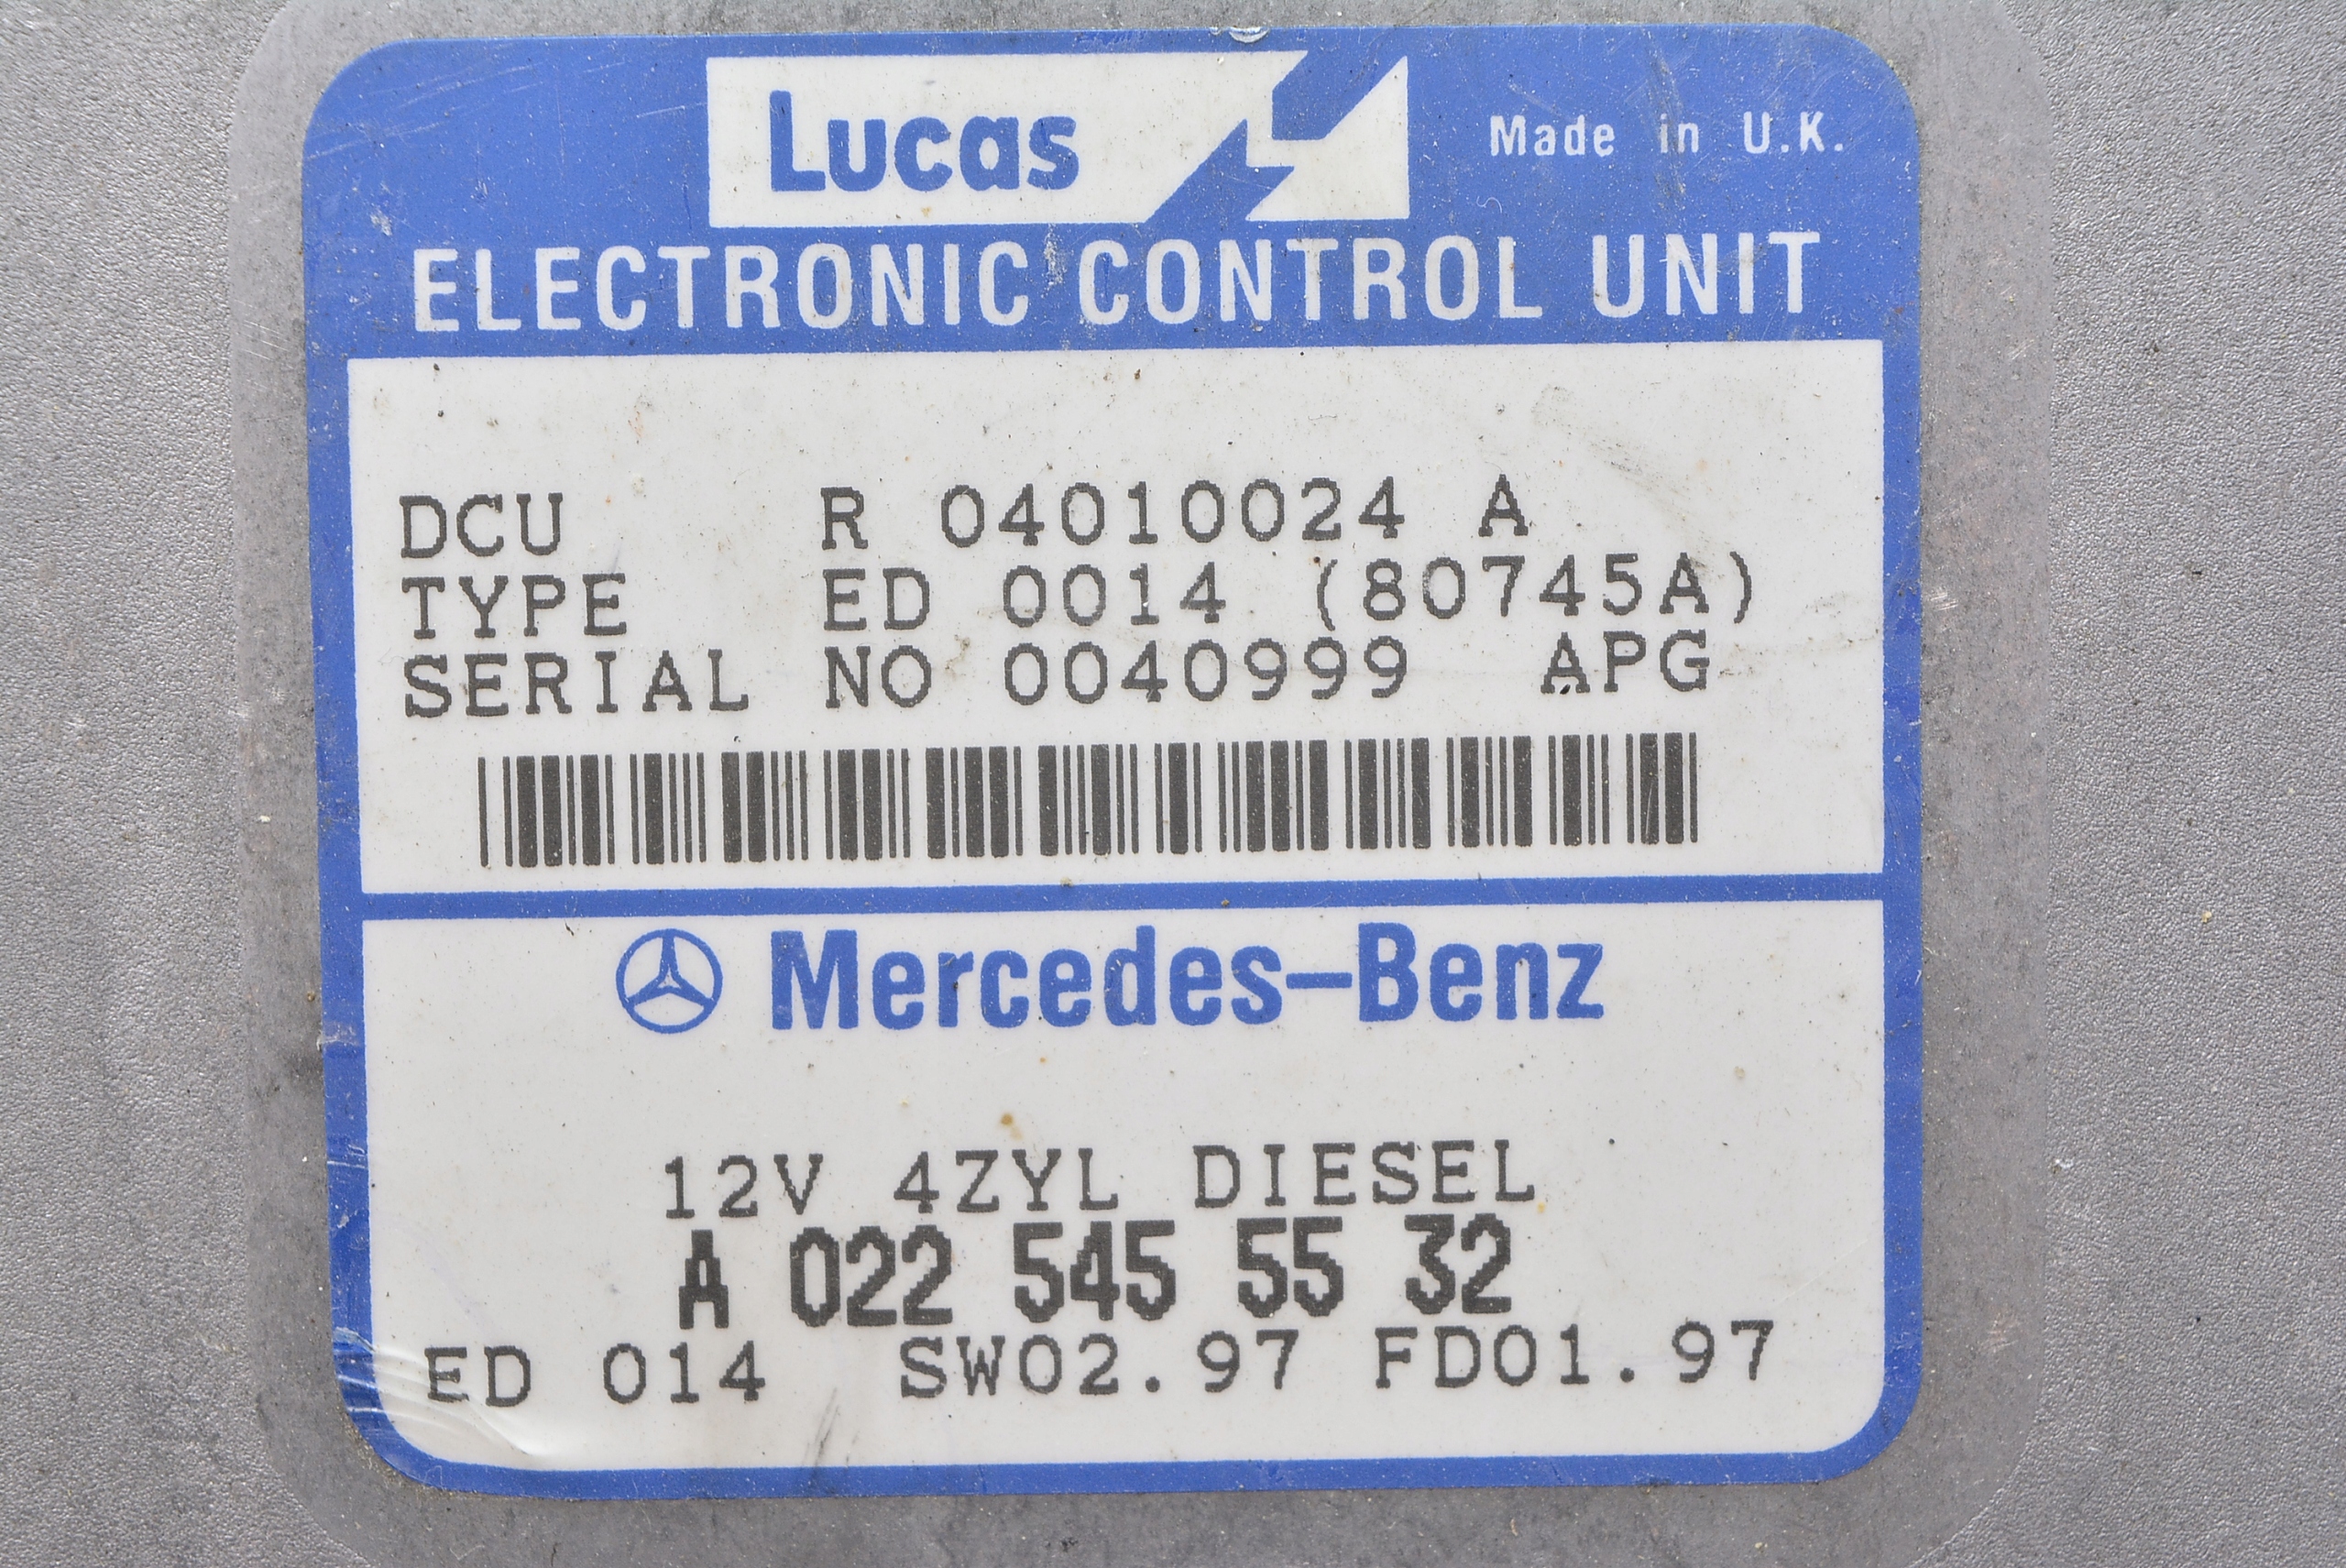 Lucas
Made in U.K.
ELECTRONIC CONTROL UNIT
DCU R 04010024 A
TYPE ED 0014 (80745A)
SERIAL NO 0040999 APG
Mercedes-Benz
12V 4ZYL DIESEL
A 022 545 55 32
ED 014 SW02.97 FD01.97